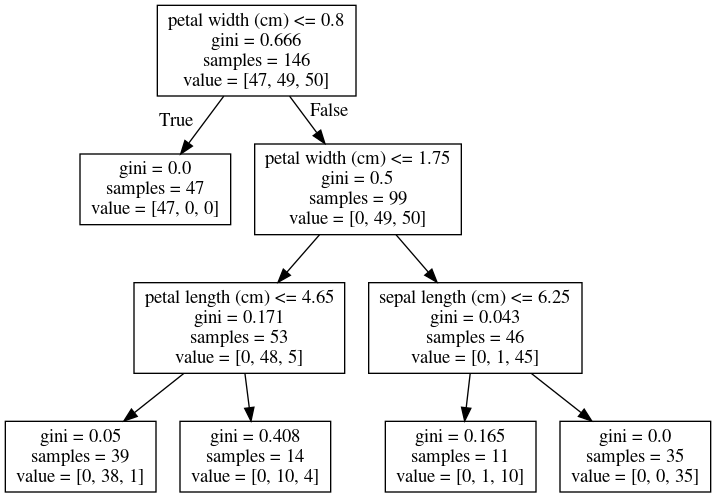 petal width (cm) <= 0.8
gini = 0.666
samples = 146
value = [47, 49, 50]
True
False
gini = 0.0
samples = 47
value = [47, 0, 0]
petal width (cm) <= 1.75
gini = 0.5
samples = 99
value = [0, 49, 50]
petal length (cm) <= 4.65
gini = 0.171
samples = 53
value = [0, 48, 5]
sepal length (cm) <= 6.25
gini = 0.043
samples = 46
value = [0, 1, 45]
gini = 0.05
samples = 39
value = [0, 38, 1]
gini = 0.408
samples = 14
value = [0, 10, 4]
gini = 0.165
samples = 11
value = [0, 1, 10]
gini = 0.0
samples = 35
value = [0, 0, 35]